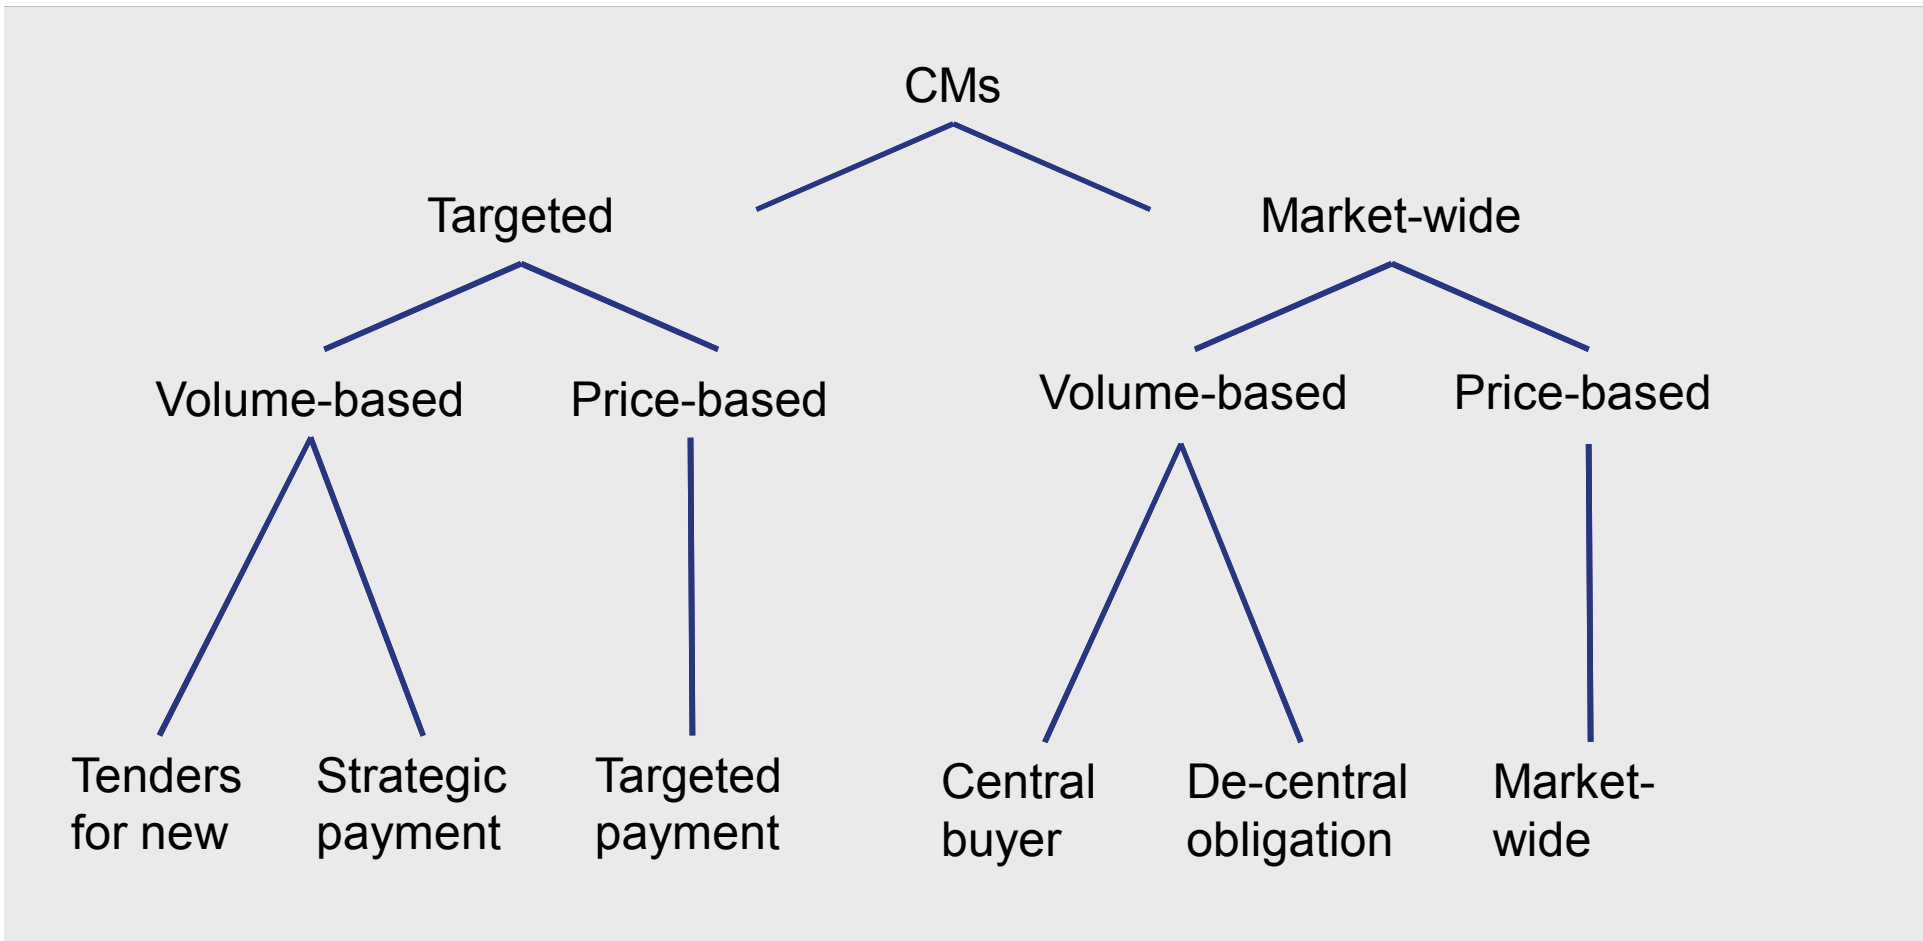 CMs
Targeted
Market-wide
Volume-based
Price-based
Volume-based
Price-based
Tenders
for new
Strategic
payment
Targeted
payment
Central
buyer
De-central
obligation
Market-
wide